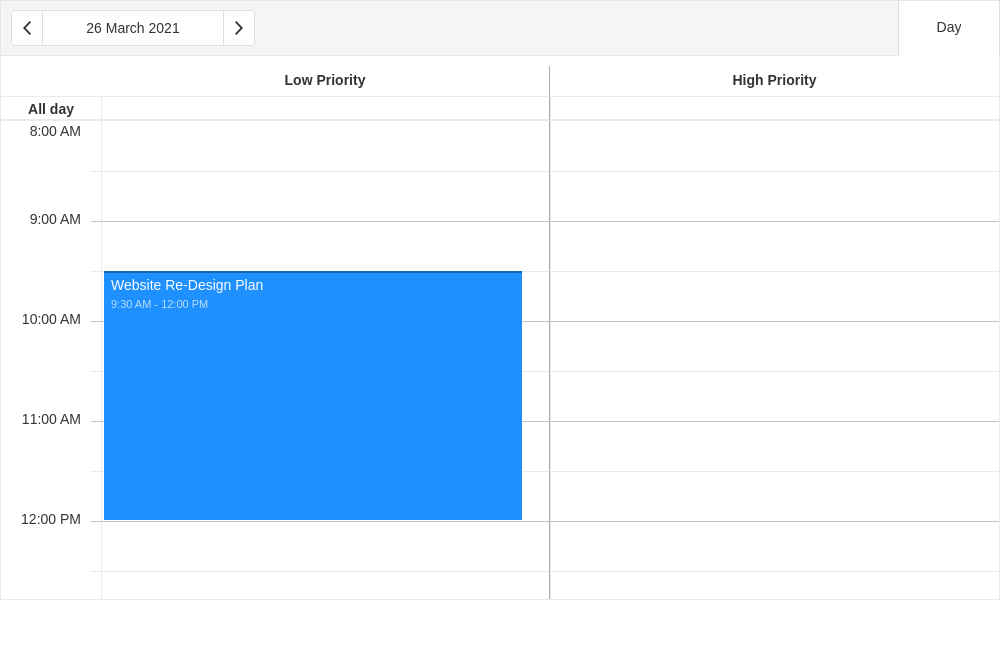 26 March 2021
Day
Low Priority
High Priority
All day
8:00 AM
9:00 AM
Website Re-Design Plan
9:30 AM - 12:00 PM
10:00 AM
11:00 AM
12:00 PM